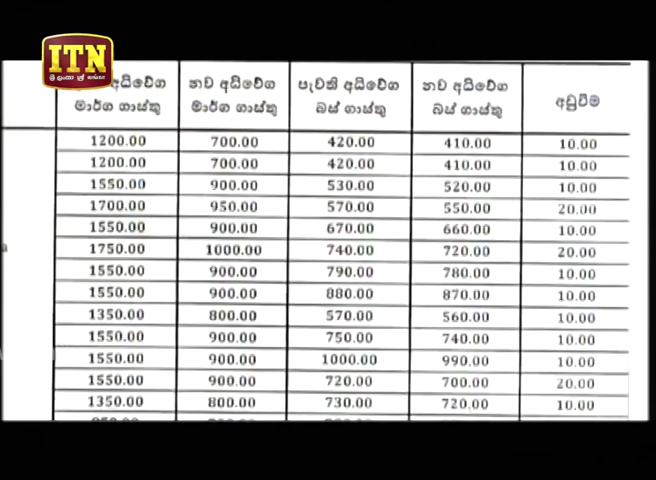 ITN
ශ්‍රී ලංකා
අධිවේග නව අධිවේග පැවති අධිවේග නව අධිවේග අඩුවීම
මාර්ග ගාස්තු මාර්ග ගාස්තු බස් ගාස්තු බස් ගාස්තු
1200.00 700.00 420.00 410.00 10.00
1200.00 700.00 420.00 410.00 10.00
1550.00 900.00 530.00 520.00 10.00
1700.00 950.00 570.00 550.00 20.00
1550.00 900.00 670.00 660.00 10.00
1750.00 1000.00 740.00 720.00 20.00
1550.00 900.00 790.00 780.00 10.00
1550.00 900.00 880.00 870.00 10.00
1350.00 800.00 570.00 560.00 10.00
1550.00 900.00 750.00 740.00 10.00
1550.00 900.00 1000.00 990.00 10.00
1550.00 900.00 720.00 700.00 20.00
1350.00 800.00 730.00 720.00 10.00